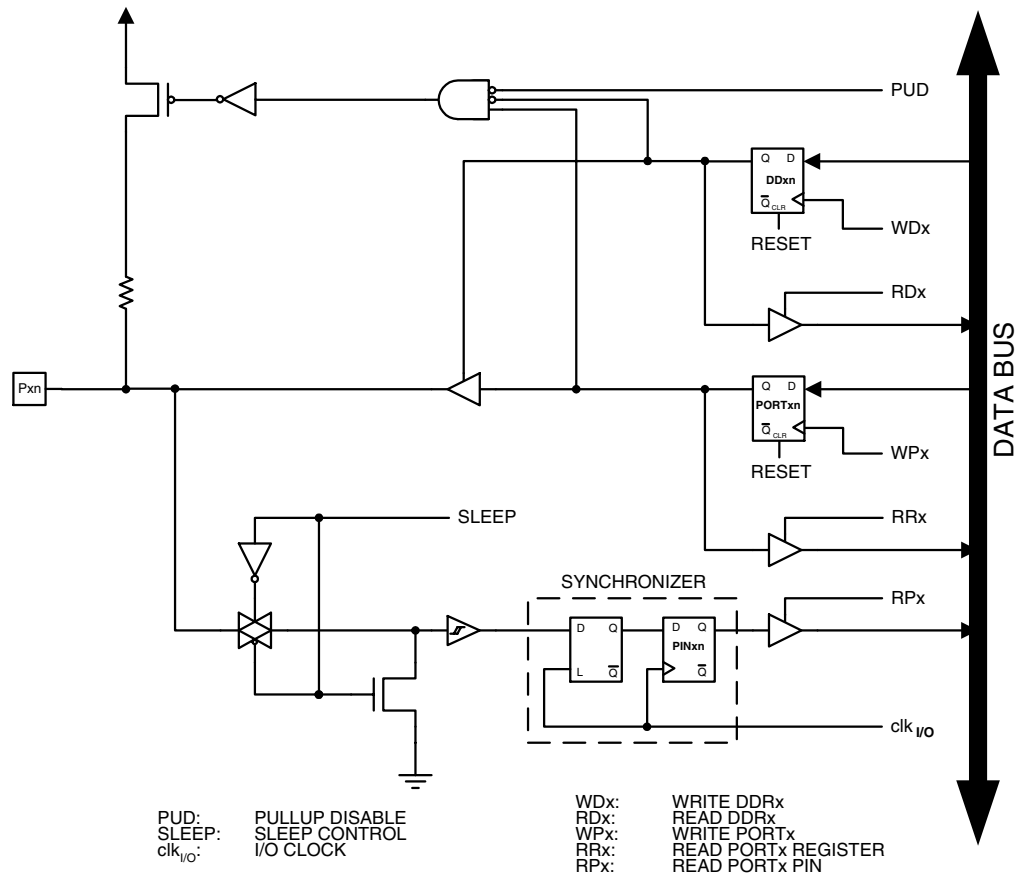 PUD
Q D
DDxn
Q CLR
WDx
RESET
RDx
DATA BUS
Pxn
Q D
PORTxn
Q CLR
WPx
RESET
SLEEP
RRx
SYNCHRONIZER
RPx
D Q
L Q
D Q
PINxn
Q
clk I/O
PUD: PULLUP DISABLE
SLEEP: SLEEP CONTROL
clkI/O: I/O CLOCK
WDx: WRITE DDRx
RDx: READ DDRx
WPx: WRITE PORTx
RRx: READ PORTx REGISTER
RPx: READ PORTx PIN